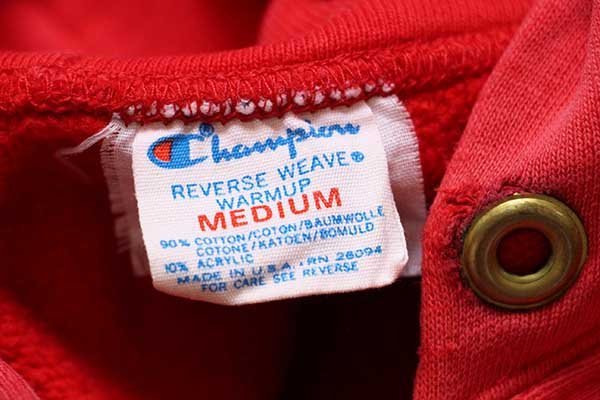 Champion®
REVERSE WEAVE®
WARMUP
MEDIUM
90% COTTON/COTON/BAUMWOLLE
COTONE/KATOEN/BOMULD
10% ACRYLIC
MADE IN U.S.A. RN 26094
FOR CARE SEE REVERSE